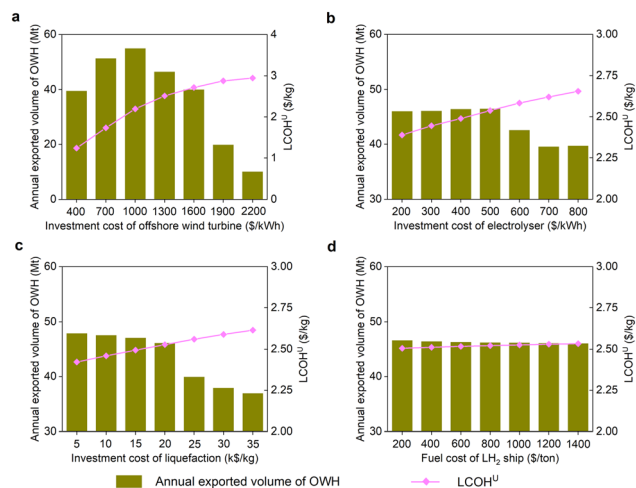 a
Annual exported volume of OWH (Mt)
60
40
20
0
4
3
2
1
0
LCOHᵁ ($/kg)
400 700 1000 1300 1600 1900 2200
Investment cost of offshore wind turbine ($/kWh)
b
Annual exported volume of OWH (Mt)
60
50
40
30
3.00
2.75
2.50
2.25
2.00
LCOHᵁ ($/kg)
200 300 400 500 600 700 800
Investment cost of electrolyser ($/kWh)
c
Annual exported volume of OWH (Mt)
60
50
40
30
3.00
2.75
2.50
2.25
2.00
LCOHᵁ ($/kg)
5 10 15 20 25 30 35
Investment cost of liquefaction (k$/kg)
d
Annual exported volume of OWH (Mt)
60
50
40
30
3.00
2.75
2.50
2.25
2.00
LCOHᵁ ($/kg)
200 400 600 800 1000 1200 1400
Fuel cost of LH₂ ship ($/ton)
Annual exported volume of OWH
LCOHᵁ